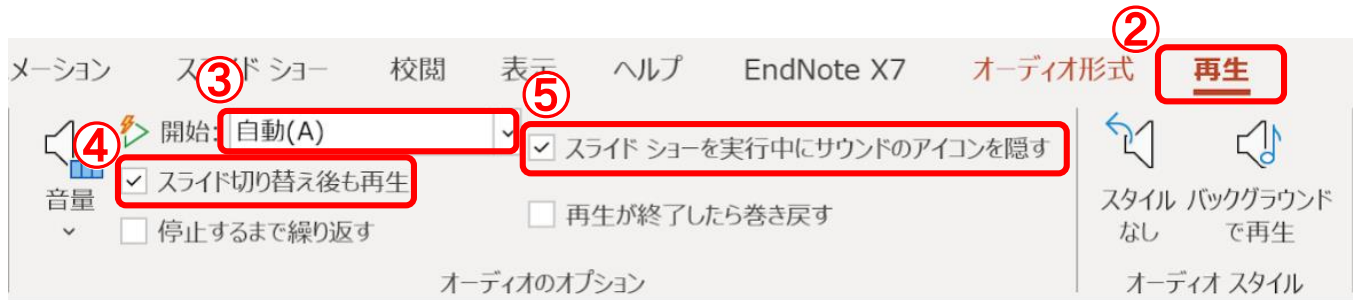 ②
メーション スライド ショー 校閲 表示 ヘルプ EndNote X7 オーディオ形式 再生
③
⑤
④
開始: 自動(A)
スライド切り替え後も再生
停止するまで繰り返す
音量
スライド ショーを実行中にサウンドのアイコンを隠す
再生が終了したら巻き戻す
オーディオのオプション
スタイル
なし
バックグラウンド
で再生
オーディオ スタイル